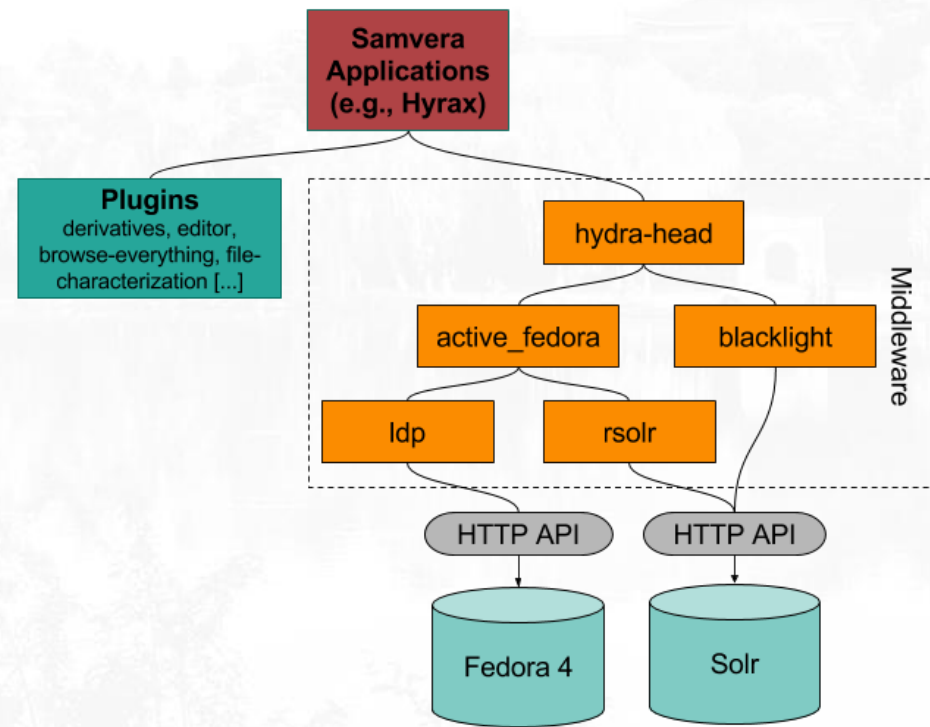 Samvera
Applications
(e.g., Hyrax)
Plugins
derivatives, editor,
browse-everything, file-
characterization [...]
hydra-head
Middleware
active_fedora
blacklight
ldp
rsolr
HTTP API
HTTP API
Fedora 4
Solr